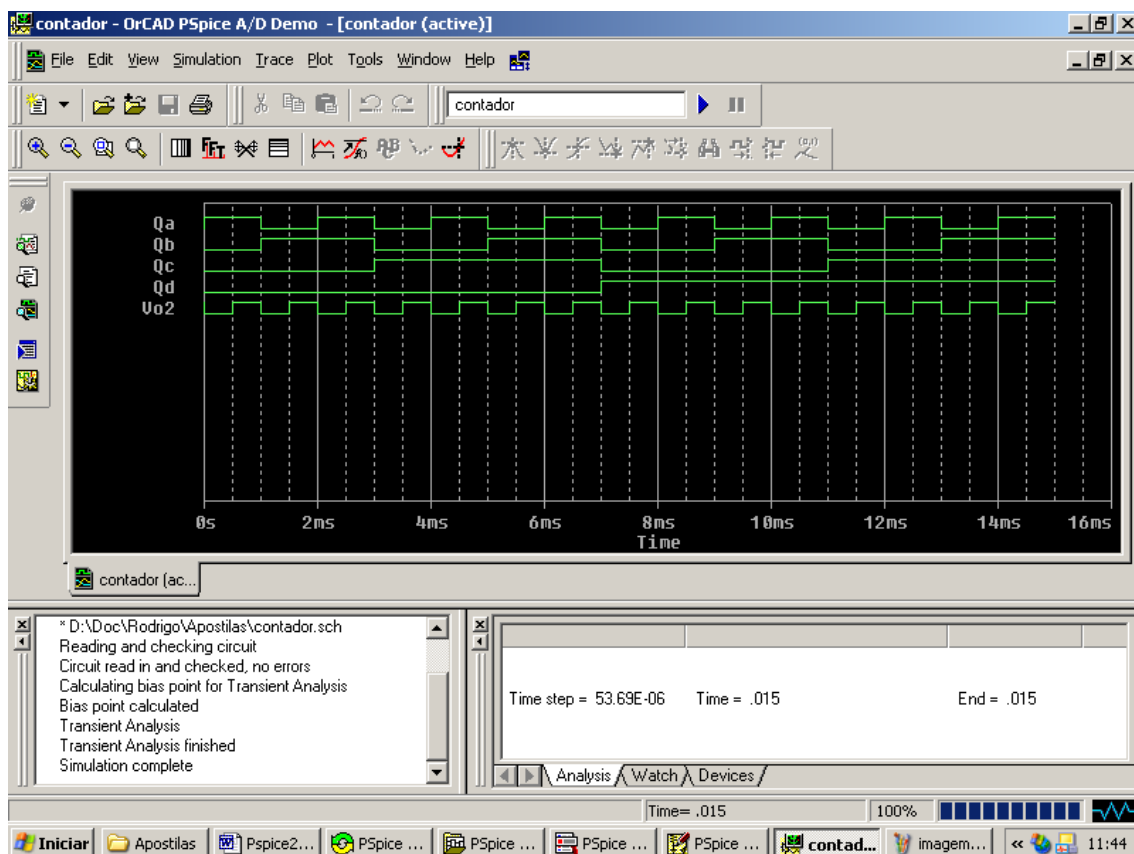 contador - OrCAD PSpice A/D Demo - [contador (active)]
File Edit View Simulation Trace Plot Tools Window Help
contador
FFT
Qa
Qb
Qc
Qd
Vo2
0s 2ms 4ms 6ms 8ms 10ms 12ms 14ms 16ms
Time
contador (ac...
* D:\Doc\Rodrigo\Apostilas\contador.sch
Reading and checking circuit
Circuit read in and checked, no errors
Calculating bias point for Transient Analysis
Bias point calculated
Transient Analysis
Transient Analysis finished
Simulation complete
Time step = 53.69E-06 Time = .015 End = .015
Analysis Watch Devices
Time= .015 100%
Iniciar Apostilas Pspice2... PSpice ... PSpice ... PSpice ... PSpice ... contad... imagem... « 11:44